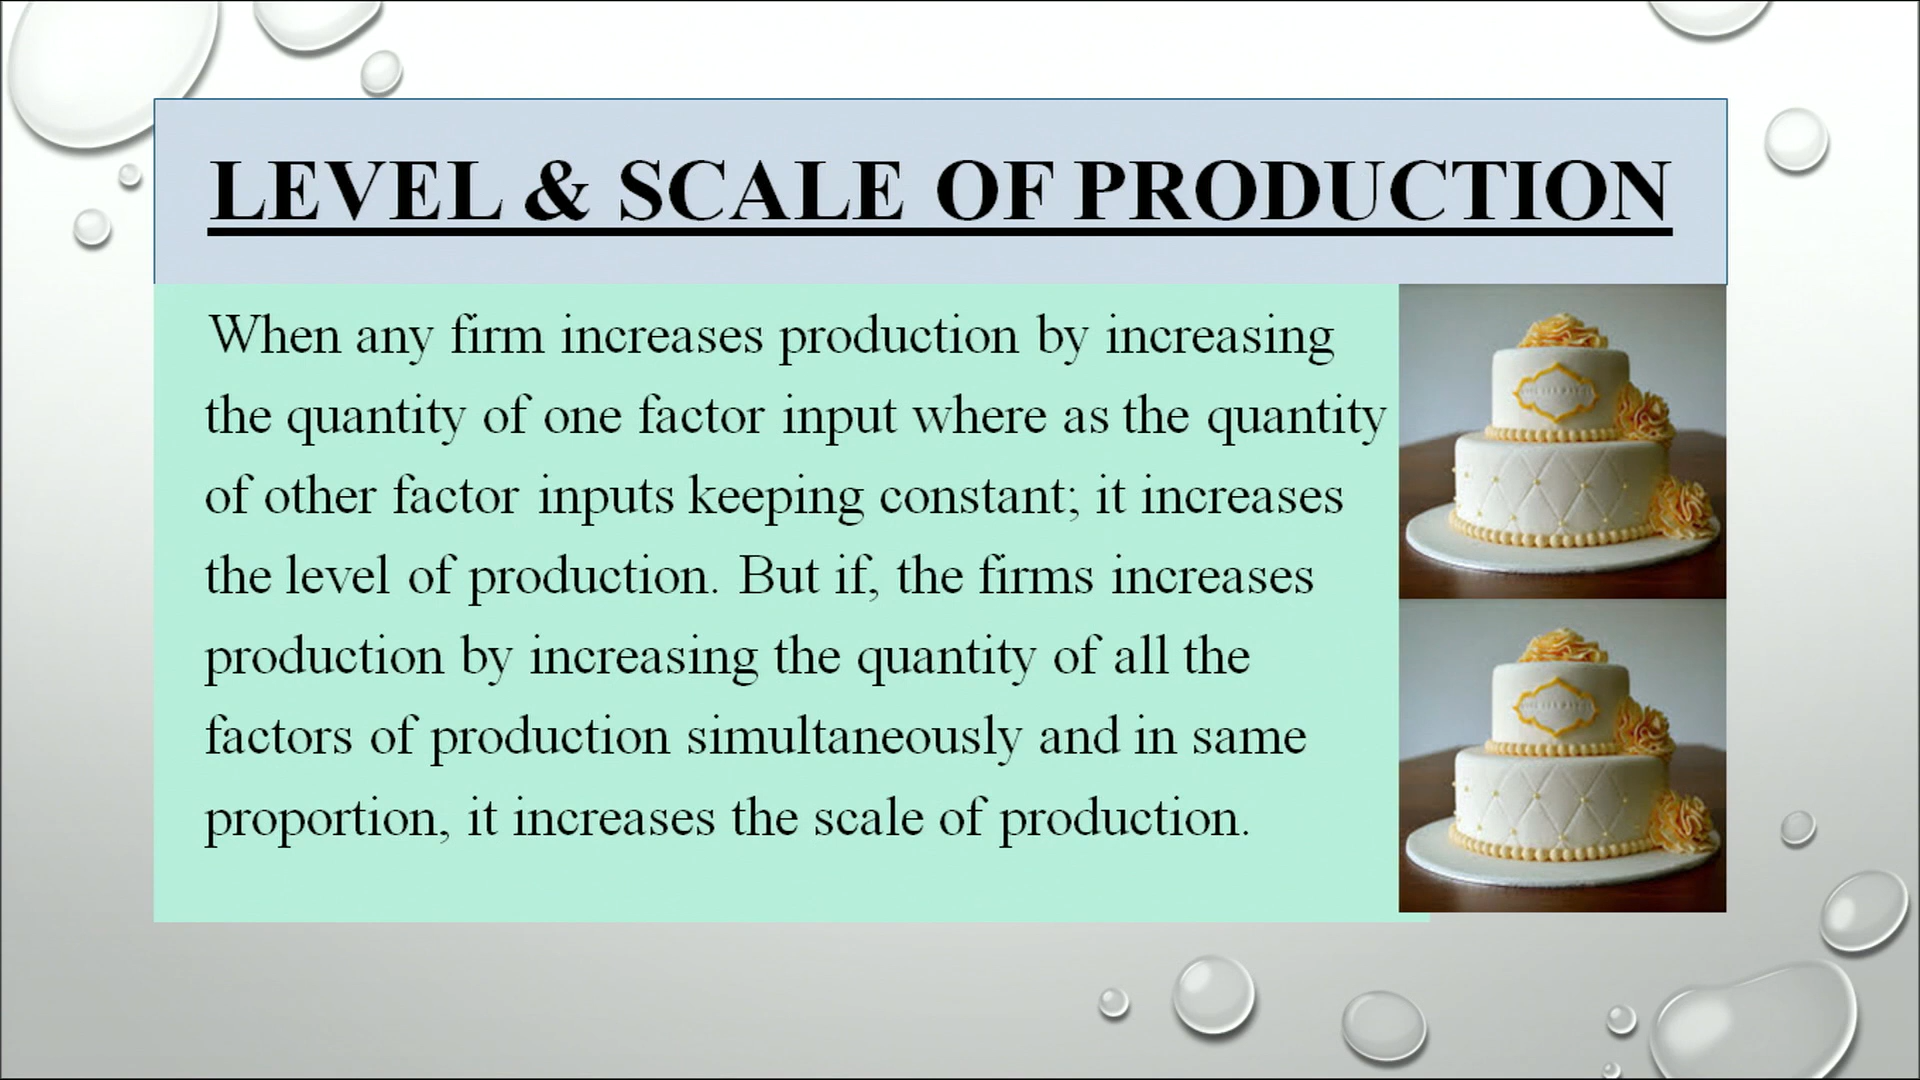 LEVEL & SCALE OF PRODUCTION
When any firm increases production by increasing
the quantity of one factor input where as the quantity
of other factor inputs keeping constant; it increases
the level of production. But if, the firms increases
production by increasing the quantity of all the
factors of production simultaneously and in same
proportion, it increases the scale of production.